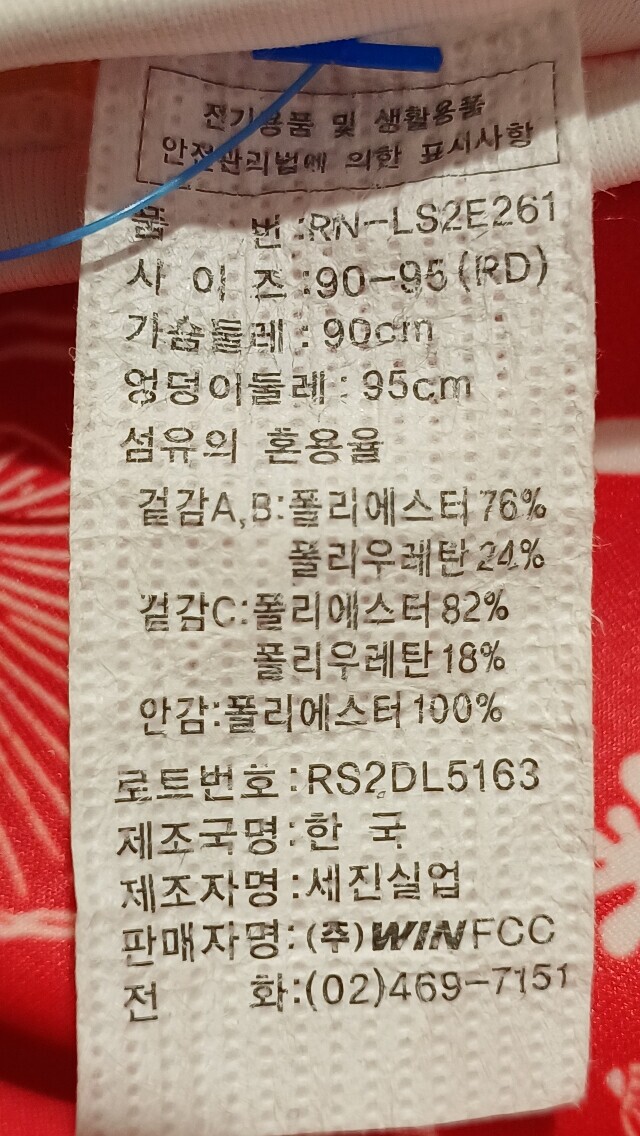 전기용품 및 생활용품
안전관리법에 의한 표시사항
품 번:RN-LS2E261
사 이 즈:90-95(RD)
가슴둘레:90cm
엉덩이둘레:95cm
섬유의 혼용율
겉감A,B:폴리에스터76%
폴리우레탄24%
겉감C:폴리에스터82%
폴리우레탄18%
안감:폴리에스터100%
로트번호:RS2DL5163
제조국명:한 국
제조자명:세진실업
판매자명:(주)WINFCC
전 화:(02)469-7151